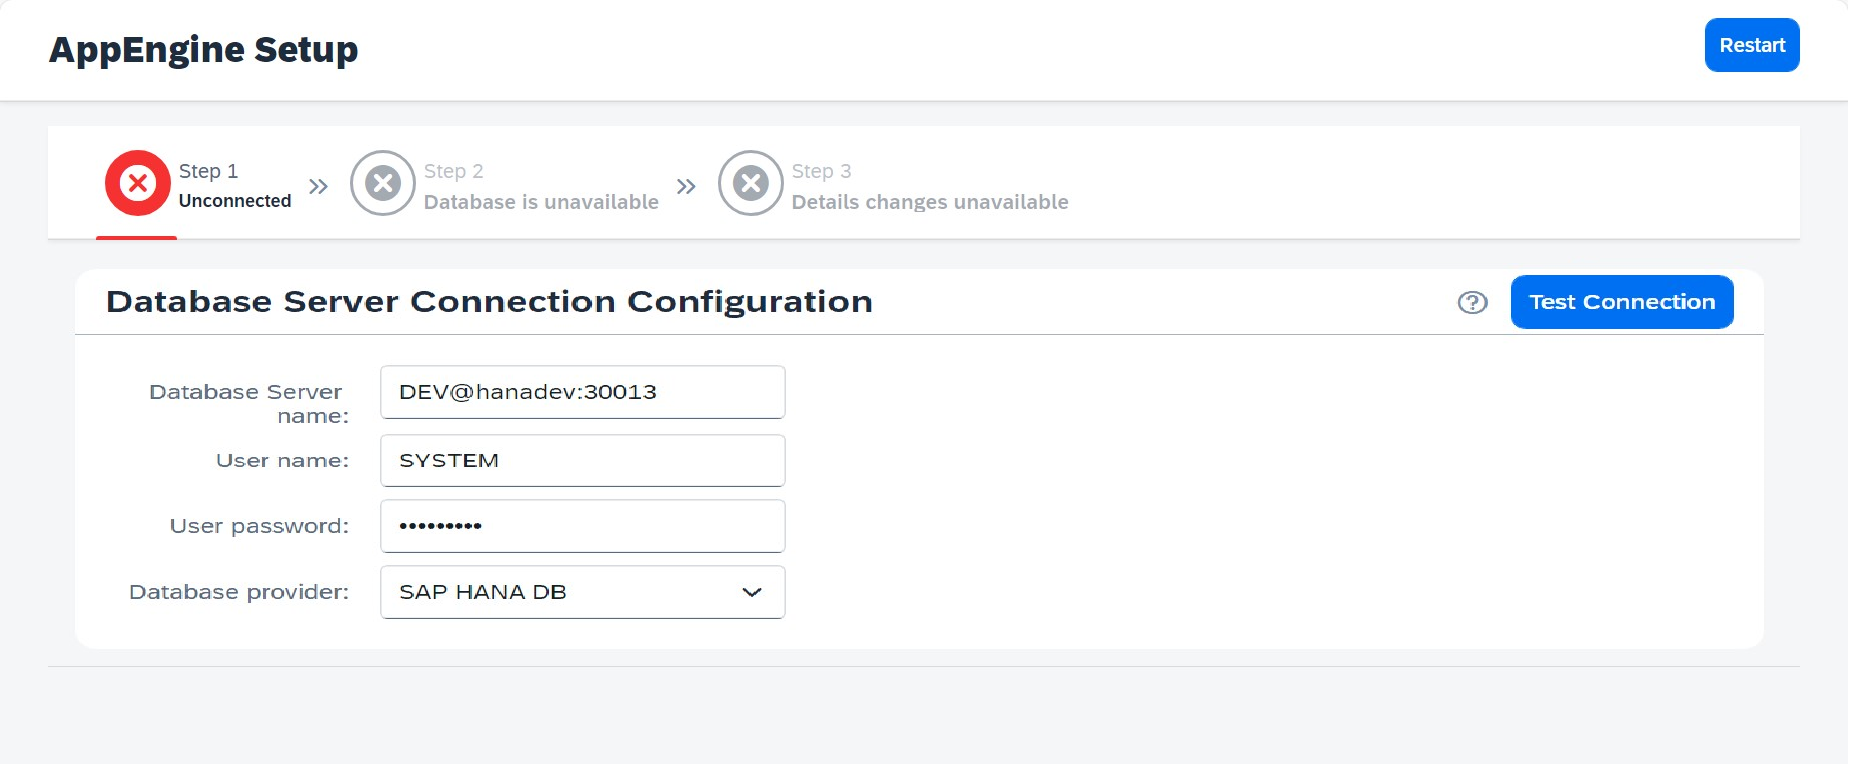 AppEngine Setup
Restart
Step 1
Unconnected
Step 2
Database is unavailable
Step 3
Details changes unavailable
Database Server Connection Configuration
Test Connection
Database Server
name:
DEV@hanadev:30013
User name:
SYSTEM
User password:
•••••••••
Database provider:
SAP HANA DB